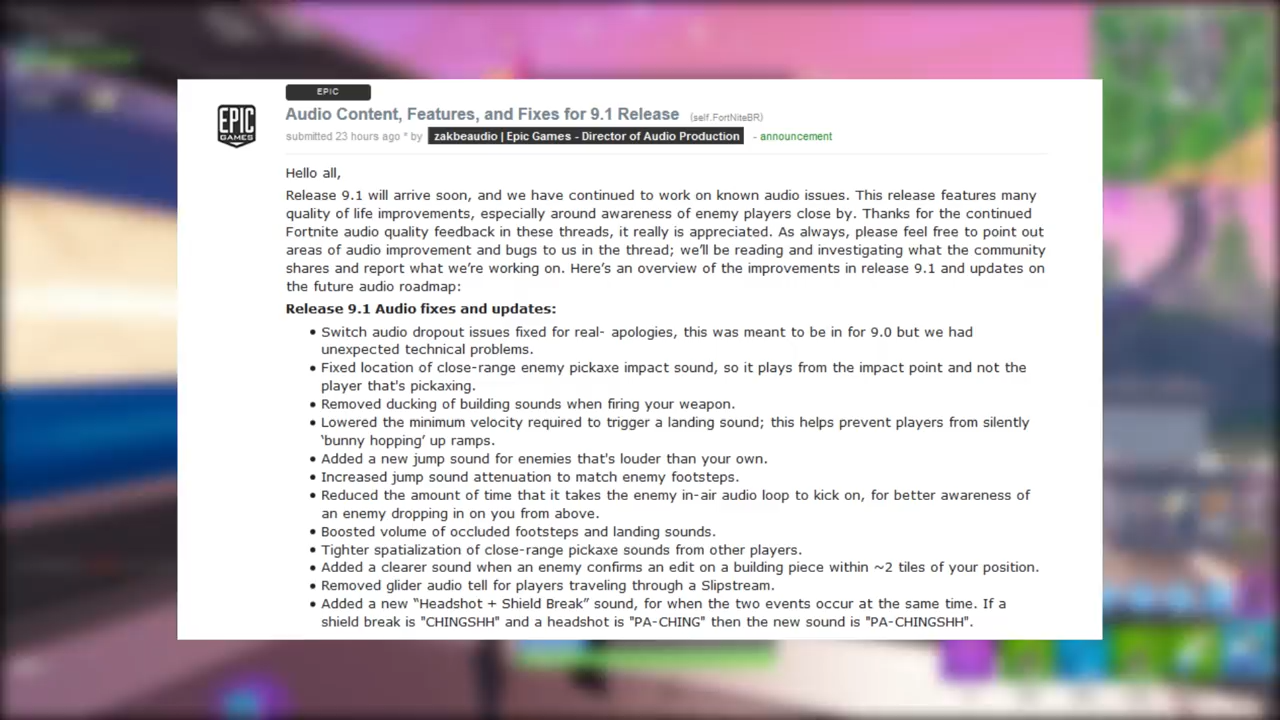 EPIC
EPIC
GAMES
Audio Content, Features, and Fixes for 9.1 Release (self.FortNiteBR)
submitted 23 hours ago * by zakbeaudio | Epic Games - Director of Audio Production - announcement
Hello all,
Release 9.1 will arrive soon, and we have continued to work on known audio issues. This release features many
quality of life improvements, especially around awareness of enemy players close by. Thanks for the continued
Fortnite audio quality feedback in these threads, it really is appreciated. As always, please feel free to point out
areas of audio improvement and bugs to us in the thread; we'll be reading and investigating what the community
shares and report what we're working on. Here's an overview of the improvements in release 9.1 and updates on
the future audio roadmap:
Release 9.1 Audio fixes and updates:
• Switch audio dropout issues fixed for real- apologies, this was meant to be in for 9.0 but we had
unexpected technical problems.
• Fixed location of close-range enemy pickaxe impact sound, so it plays from the impact point and not the
player that's pickaxing.
• Removed ducking of building sounds when firing your weapon.
• Lowered the minimum velocity required to trigger a landing sound; this helps prevent players from silently
'bunny hopping' up ramps.
• Added a new jump sound for enemies that's louder than your own.
• Increased jump sound attenuation to match enemy footsteps.
• Reduced the amount of time that it takes the enemy in-air audio loop to kick on, for better awareness of
an enemy dropping in on you from above.
• Boosted volume of occluded footsteps and landing sounds.
• Tighter spatialization of close-range pickaxe sounds from other players.
• Added a clearer sound when an enemy confirms an edit on a building piece within ~2 tiles of your position.
• Removed glider audio tell for players traveling through a Slipstream.
• Added a new “Headshot + Shield Break” sound, for when the two events occur at the same time. If a
shield break is "CHINGSHH" and a headshot is "PA-CHING" then the new sound is "PA-CHINGSHH".